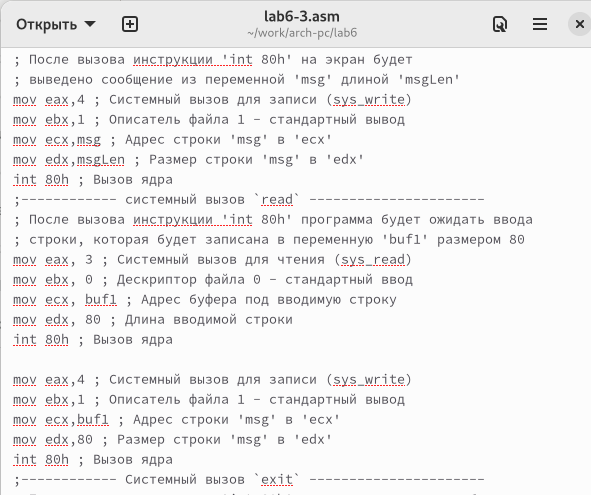 Открыть
lab6-3.asm
~/work/arch-pc/lab6
; После вызова инструкции 'int 80h' на экран будет
; выведено сообщение из переменной 'msg' длиной 'msgLen'
mov eax,4 ; Системный вызов для записи (sys_write)
mov ebx,1 ; Описатель файла 1 - стандартный вывод
mov ecx,msg ; Адрес строки 'msg' в 'ecx'
mov edx,msgLen ; Размер строки 'msg' в 'edx'
int 80h ; Вызов ядра
;------------ системный вызов `read` ----------------------
; После вызова инструкции 'int 80h' программа будет ожидать ввода
; строки, которая будет записана в переменную 'buf1' размером 80
mov eax, 3 ; Системный вызов для чтения (sys_read)
mov ebx, 0 ; Дескриптор файла 0 - стандартный ввод
mov ecx, buf1 ; Адрес буфера под вводимую строку
mov edx, 80 ; Длина вводимой строки
int 80h ; Вызов ядра
mov eax,4 ; Системный вызов для записи (sys_write)
mov ebx,1 ; Описатель файла 1 - стандартный вывод
mov ecx,buf1 ; Адрес строки 'msg' в 'ecx'
mov edx,80 ; Размер строки 'msg' в 'edx'
int 80h ; Вызов ядра
;------------ Системный вызов `exit` ----------------------